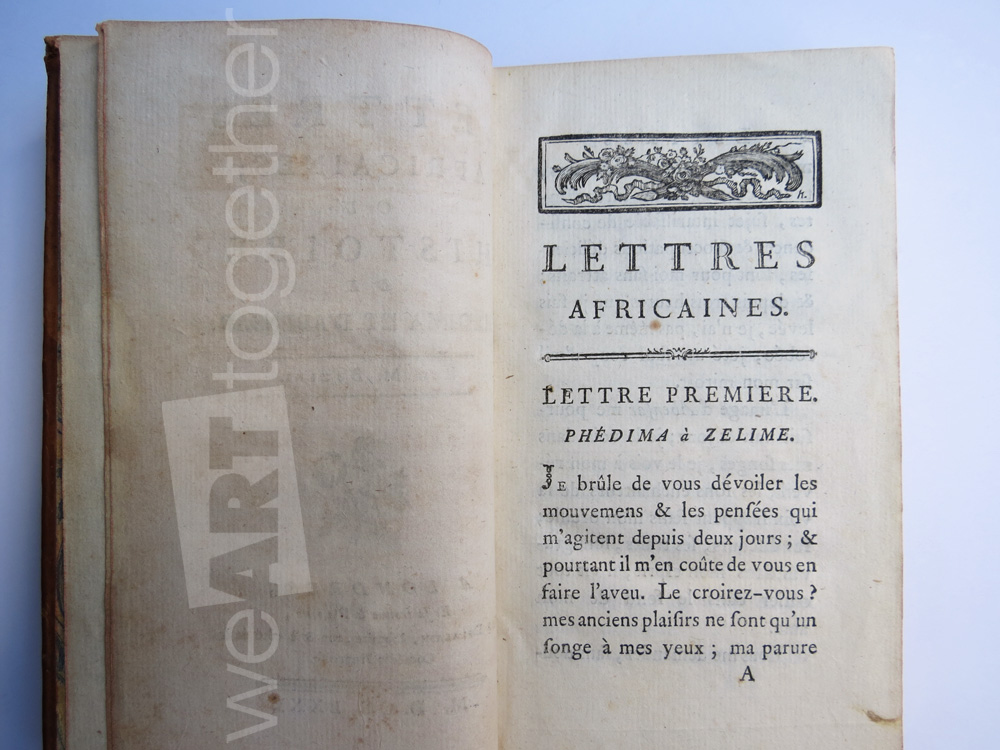 weARTtogether
LETTRES
AFRICAINES.
LETTRE PREMIERE.
PHÉDIMA à ZELIME.
JE brûle de vous dévoiler les
mouvemens & les penſées qui
m'agitent depuis deux jours ; &
pourtant il m'en coûte de vous en
faire l'aveu. Le croirez-vous ?
mes anciens plaiſirs ne ſont qu'un
ſonge à mes yeux ; ma parure
A